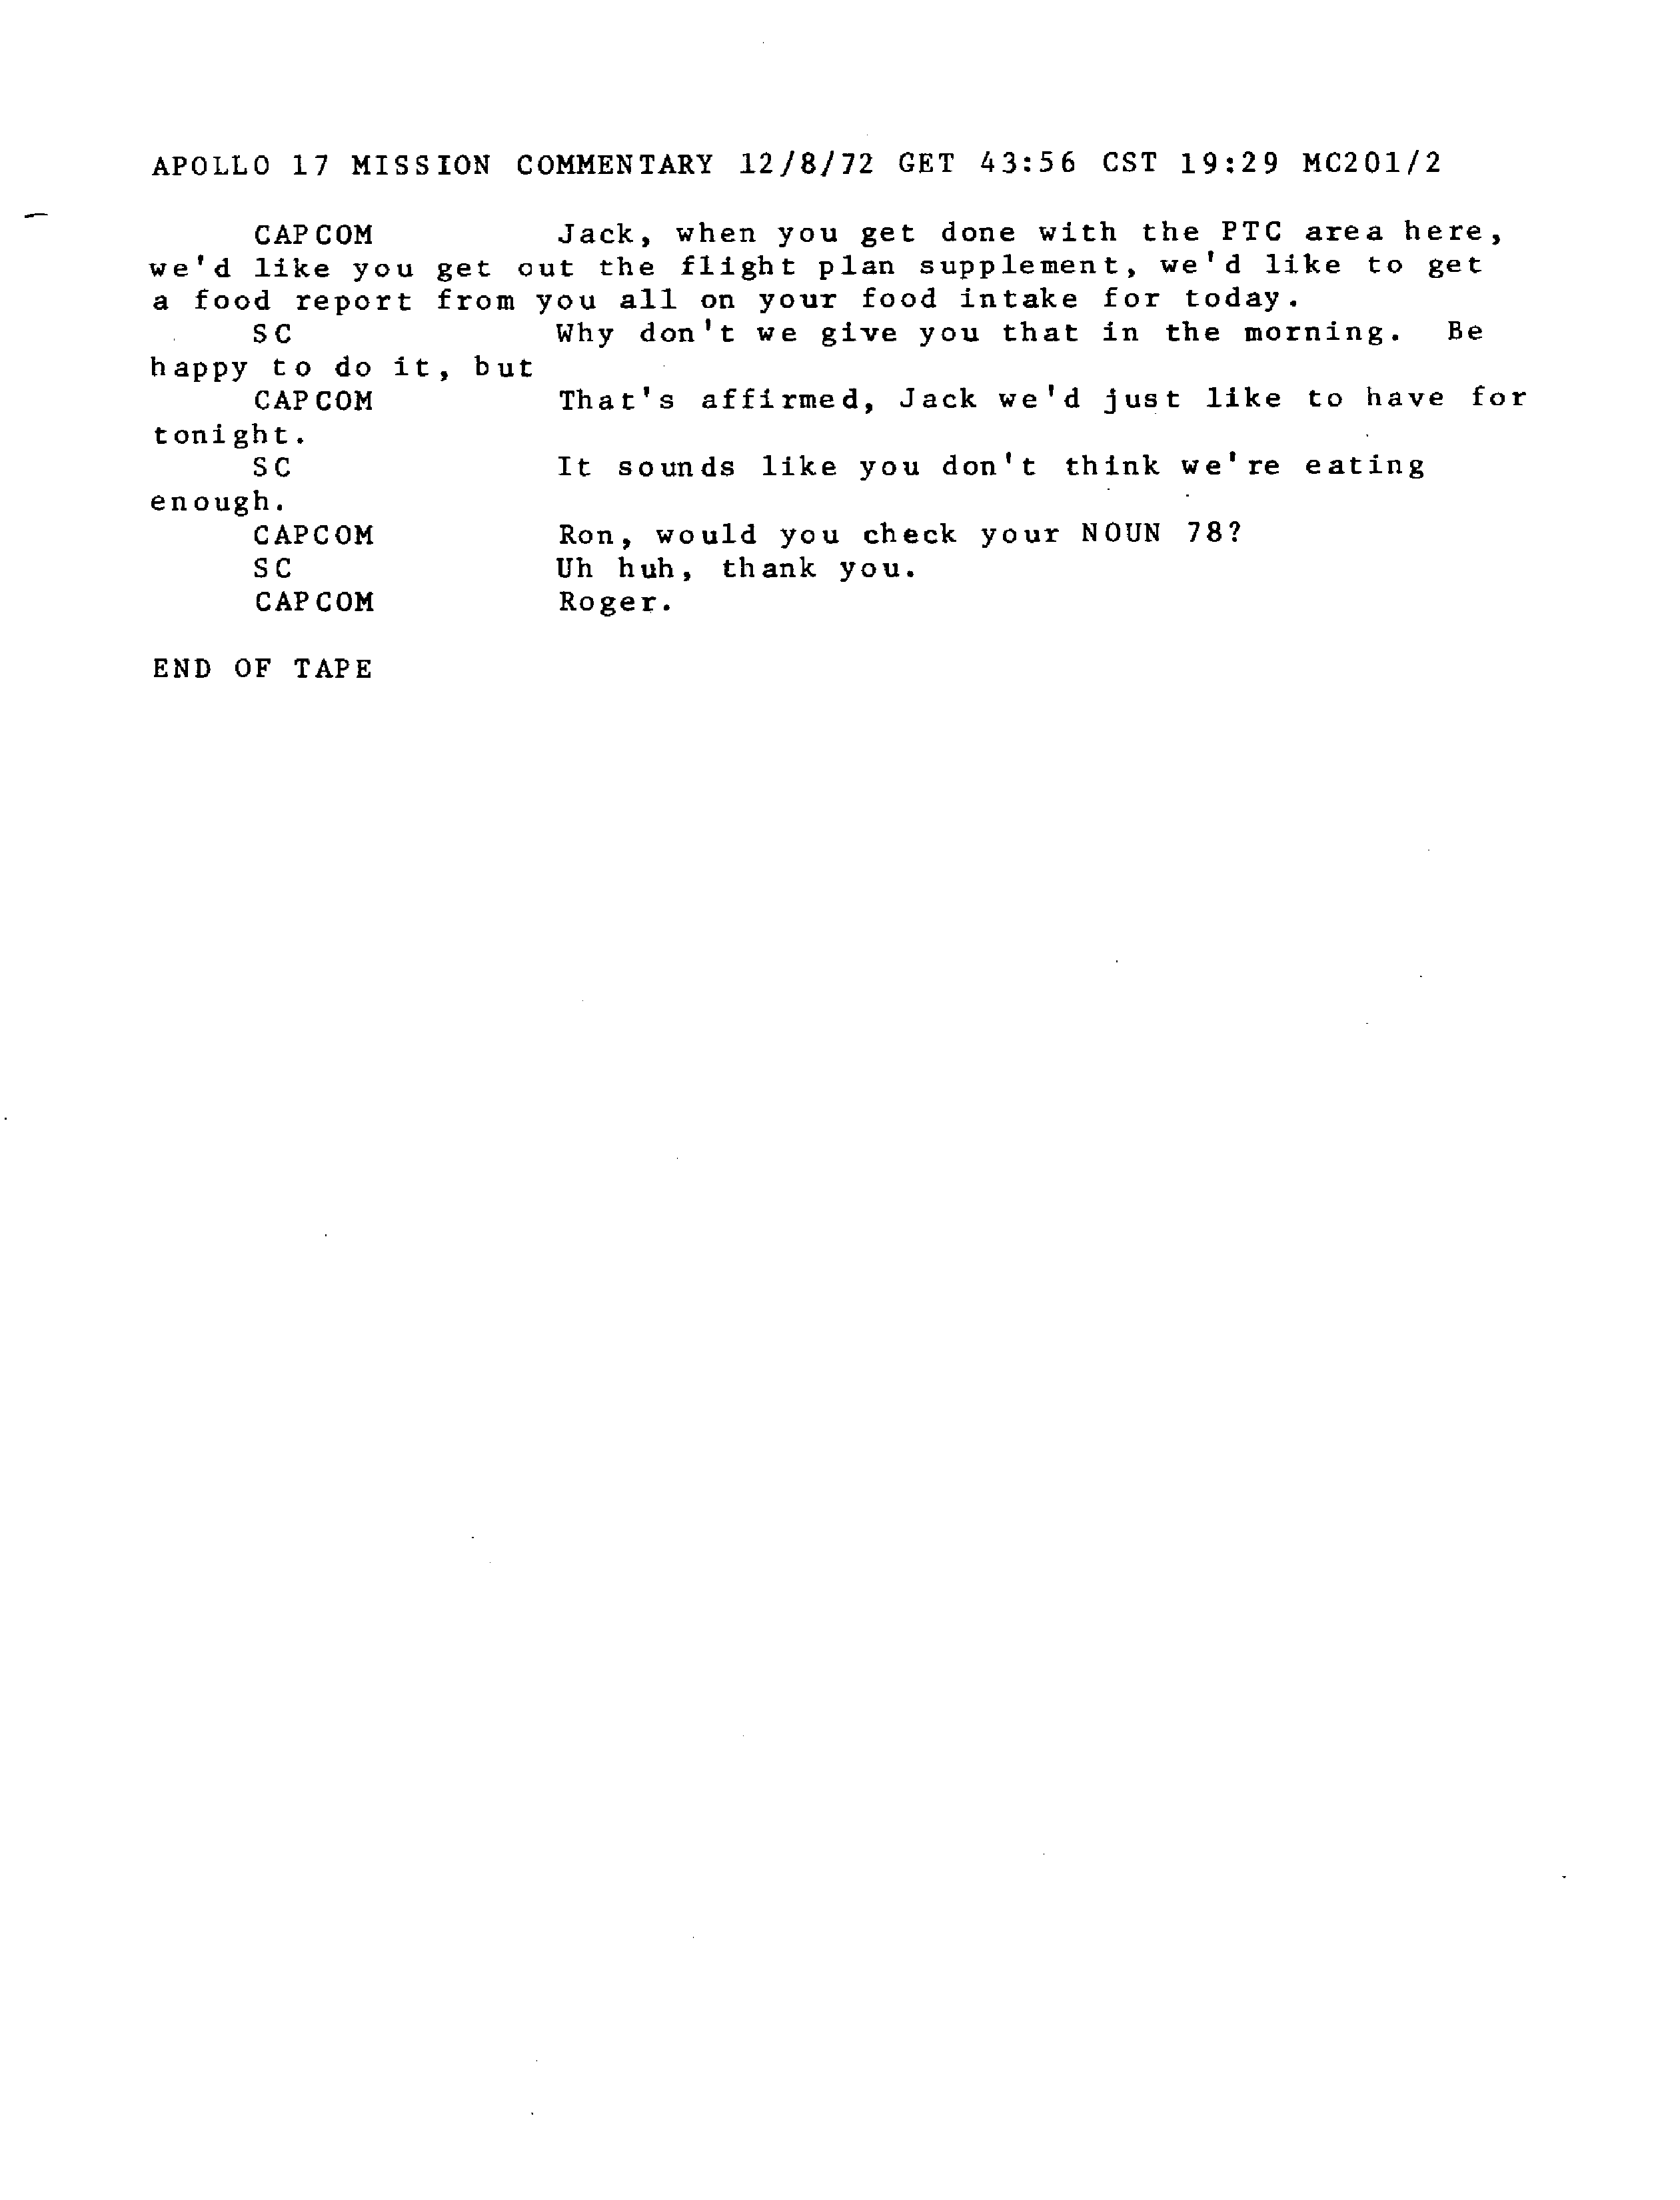 APOLLO 17 MISSION COMMENTARY 12/8/72 GET 43:56 CST 19:29 MC201/2
CAPCOM Jack, when you get done with the PTC area here,
we'd like you get out the flight plan supplement, we'd like to get
a food report from you all on your food intake for today.
SC Why don't we give you that in the morning. Be
happy to do it, but
CAPCOM That's affirmed, Jack we'd just like to have for
tonight.
SC It sounds like you don't think we're eating
enough.
CAPCOM Ron, would you check your NOUN 78?
SC Uh huh, thank you.
CAPCOM Roger.
END OF TAPE